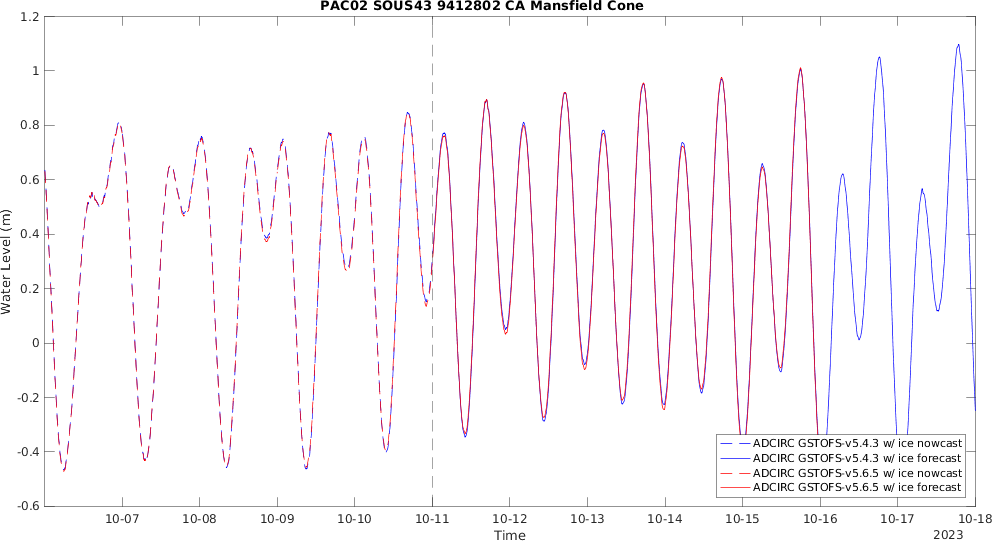 PAC02 SOUS43 9412802 CA Mansfield Cone
1.2
1
0.8
0.6
0.4
0.2
0
-0.2
-0.4
-0.6
Water Level (m)
10-07 10-08 10-09 10-10 10-11 10-12 10-13 10-14 10-15 10-16 10-17 10-18
Time
2023
ADCIRC GSTOFS-v5.4.3 w/ ice nowcast
ADCIRC GSTOFS-v5.4.3 w/ ice forecast
ADCIRC GSTOFS-v5.6.5 w/ ice nowcast
ADCIRC GSTOFS-v5.6.5 w/ ice forecast